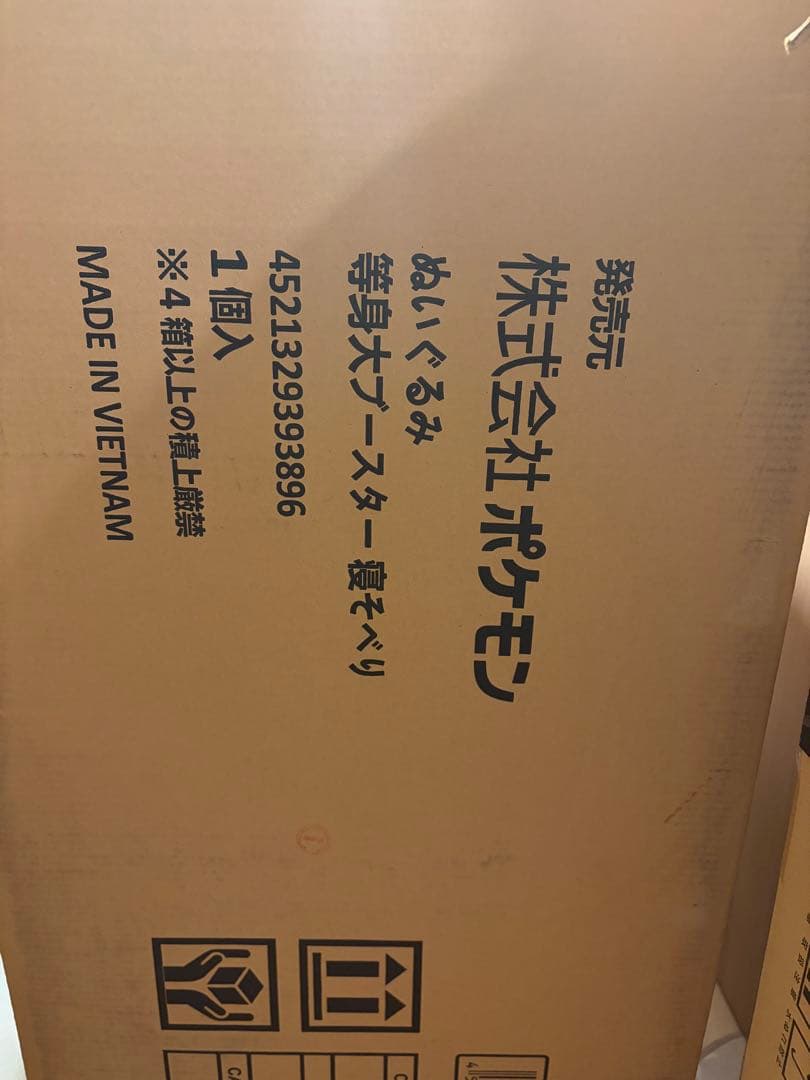 発売元
株式会社ポケモン
ぬいぐるみ
等身大ブースター 寝そべり
4521329393896
1個入
※4箱以上の積上厳禁
MADE IN VIETNAM